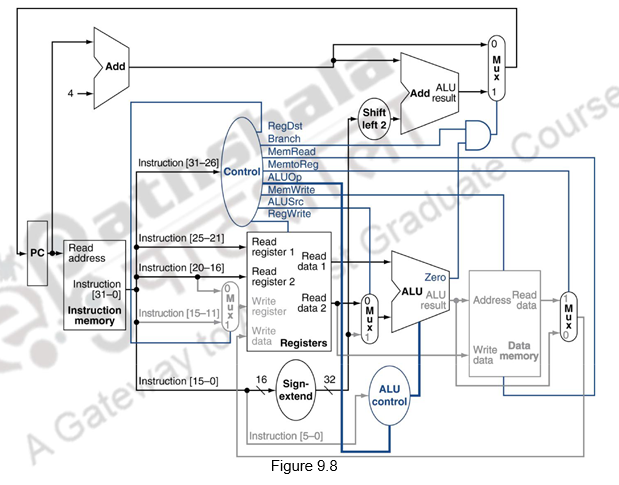 Add
4
Add
ALU
result
0
M
u
x
1
Shift
left 2
RegDst
Branch
MemRead
MemtoReg
ALUOp
MemWrite
ALUSrc
RegWrite
Control
Instruction [31–26]
Instruction [25–21]
Instruction [20–16]
Instruction [15–11]
Instruction [15–0]
Instruction [5–0]
PC
Read
address
Instruction
[31–0]
Instruction
memory
0
M
u
x
1
Read
register 1
Read
register 2
Write
register
Write
data
Read
data 1
Read
data 2
Registers
0
M
u
x
1
Zero
ALU
ALU
result
Address
Read
data
Write
data
Data
memory
1
M
u
x
0
16
Sign-
extend
32
ALU
control
Pathshala
पाठशाला
A Gateway to All Post Graduate Courses
Figure 9.8